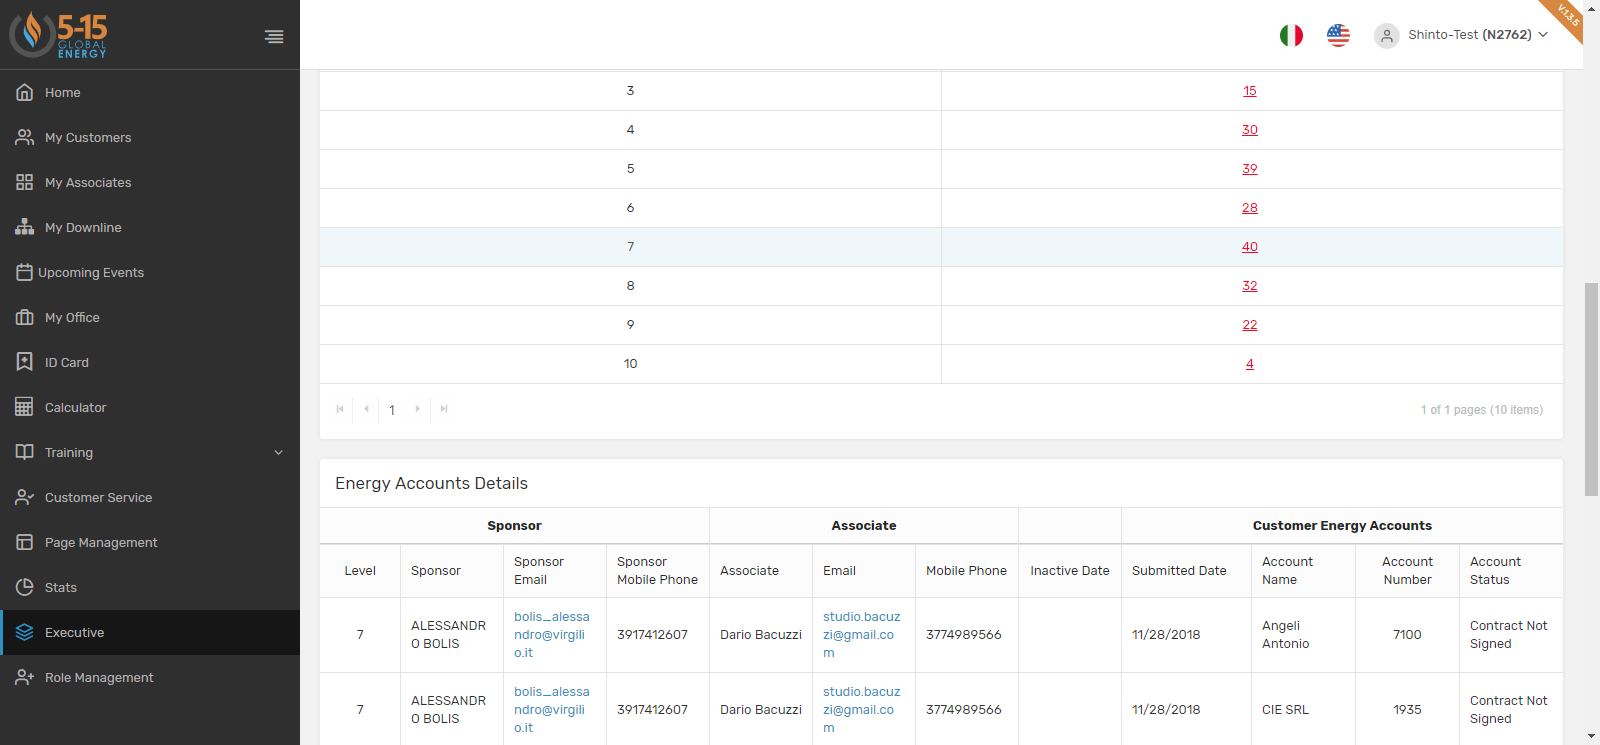 5-15
GLOBAL
ENERGY
Shinto-Test (N2762)
V.1.3.5
Home
My Customers
My Associates
My Downline
Upcoming Events
My Office
ID Card
Calculator
Training
Customer Service
Page Management
Stats
Executive
Role Management
3 15
4 30
5 39
6 28
7 40
8 32
9 22
10 4
1
1 of 1 pages (10 items)
Energy Accounts Details
Sponsor Associate Customer Energy Accounts
Level Sponsor Sponsor Email Sponsor Mobile Phone Associate Email Mobile Phone Inactive Date Submitted Date Account Name Account Number Account Status
7 ALESSANDRO BOLIS bolis_alessandro@virgilio.it 3917412607 Dario Bacuzzi studio.bacuzzi@gmail.com 3774989566 11/28/2018 Angeli Antonio 7100 Contract Not Signed
7 ALESSANDRO BOLIS bolis_alessandro@virgilio.it 3917412607 Dario Bacuzzi studio.bacuzzi@gmail.com 3774989566 11/28/2018 CIE SRL 1935 Contract Not Signed